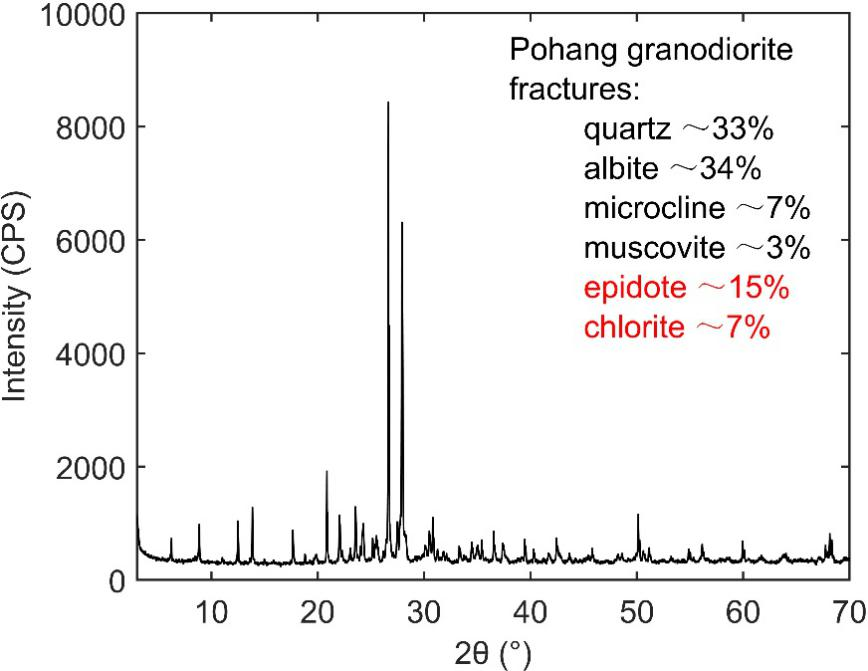 10000
8000
6000
4000
2000
0
Intensity (CPS)
Pohang granodiorite
fractures:
quartz ~33%
albite ~34%
microcline ~7%
muscovite ~3%
epidote ~15%
chlorite ~7%
10 20 30 40 50 60 70
2θ (°)